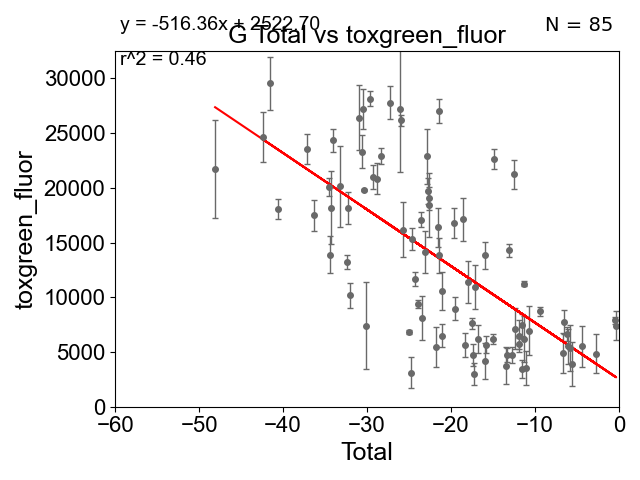 y = -516.36x + 2522.70
G Total vs toxgreen_fluor
N = 85
r^2 = 0.46
toxgreen_fluor
30000
25000
20000
15000
10000
5000
0
−60 −50 −40 −30 −20 −10 0
Total